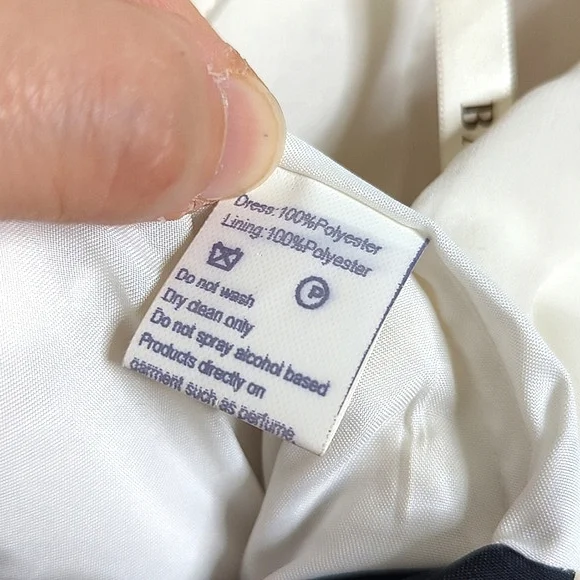 Dress:100%Polyester
Lining:100%Polyester
P
Do not wash
Dry clean only
Do not spray alcohol based
Products directly on
garment such as perfume